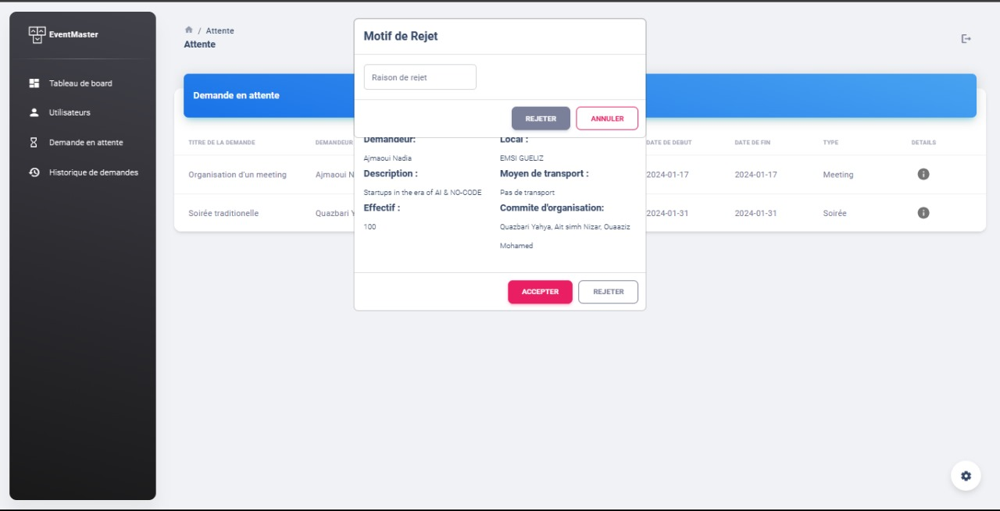 EventMaster
Tableau de board
Utilisateurs
Demande en attente
Historique de demandes
/ Attente
Attente
Motif de Rejet
Raison de rejet
REJETER
ANNULER
Demande en attente
TITRE DE LA DEMANDE
DEMANDEUR
DATE DE DEBUT
DATE DE FIN
TYPE
DETAILS
Organisation d'un meeting
Ajmaoui N
2024-01-17
2024-01-17
Meeting
Soirée traditionelle
Quazbari Y
2024-01-31
2024-01-31
Soirée
Demandeur:
Ajmaoui Nadia
Description :
Startups in the era of AI & NO-CODE
Effectif :
100
Local :
EMSI GUELIZ
Moyen de transport :
Pas de transport
Commite d'organisation:
Quazbari Yahya, Ait simh Nizar, Ouaaziz
Mohamed
ACCEPTER
REJETER